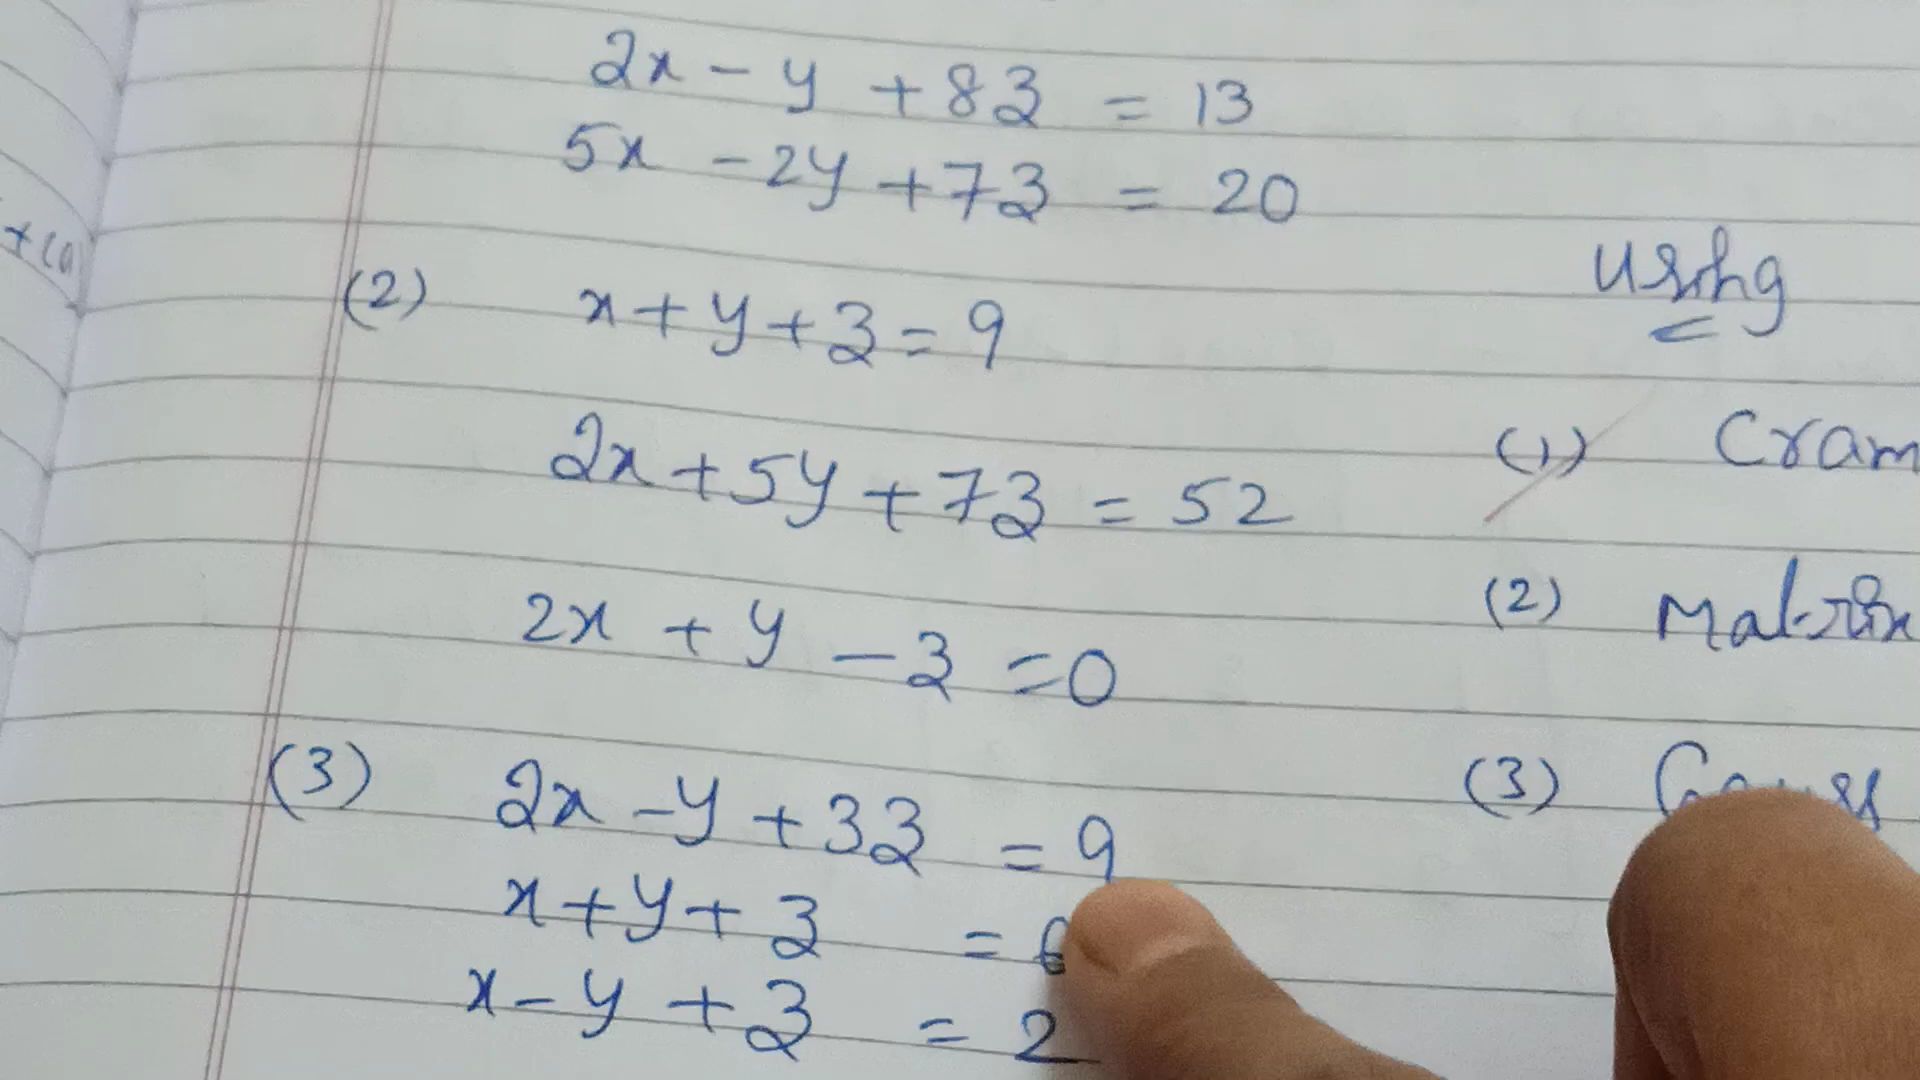 2x - y + 8z = 13
5x - 2y + 7z = 20
(2) x + y + z = 9
using
2x + 5y + 7z = 52
(1) Cram
2x + y - z = 0
(2) Matrix
(3) 2x - y + 3z = 9
(3) Gauss
x + y + z = 6
x - y + z = 2